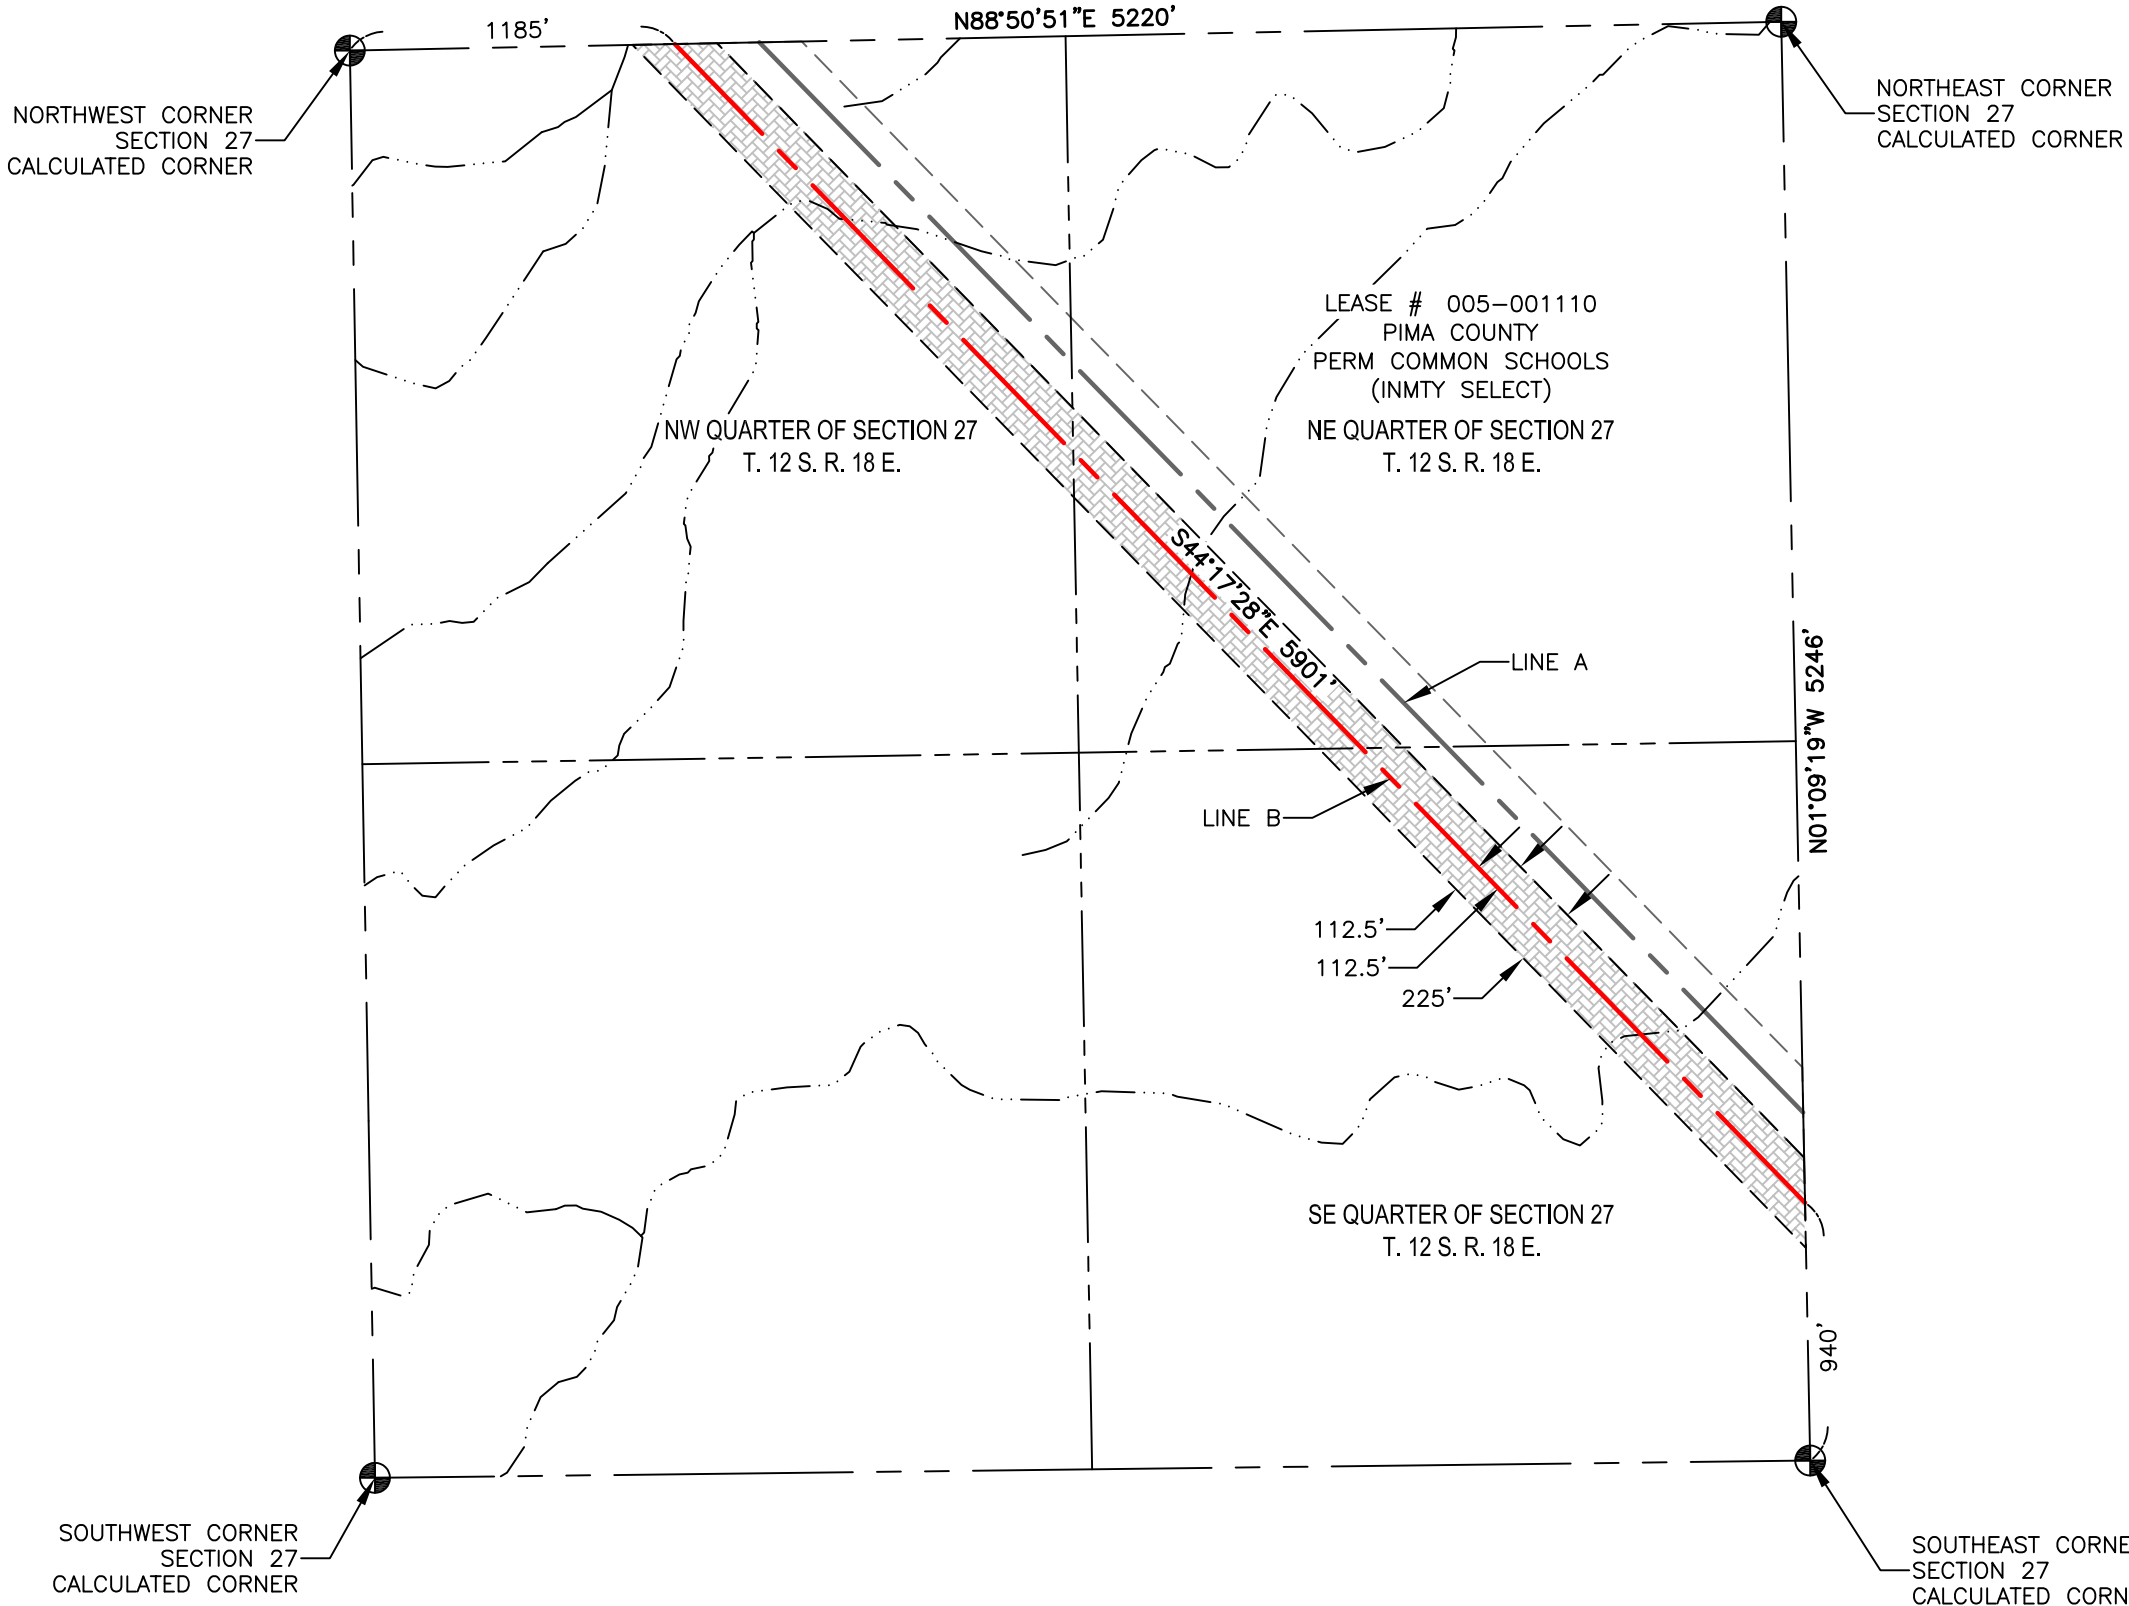 1185'
N88°50'51"E 5220'
NORTHWEST CORNER
SECTION 27
CALCULATED CORNER
NORTHEAST CORNER
SECTION 27
CALCULATED CORNER
LEASE # 005-001110
PIMA COUNTY
PERM COMMON SCHOOLS
(INMTY SELECT)
NW QUARTER OF SECTION 27
T. 12 S. R. 18 E.
NE QUARTER OF SECTION 27
T. 12 S. R. 18 E.
S44°17'28"E 5901'
LINE A
N01°09'19"W 5246'
LINE B
112.5'
112.5'
225'
SE QUARTER OF SECTION 27
T. 12 S. R. 18 E.
940'
SOUTHWEST CORNER
SECTION 27
CALCULATED CORNER
SOUTHEAST CORNE
SECTION 27
CALCULATED CORN